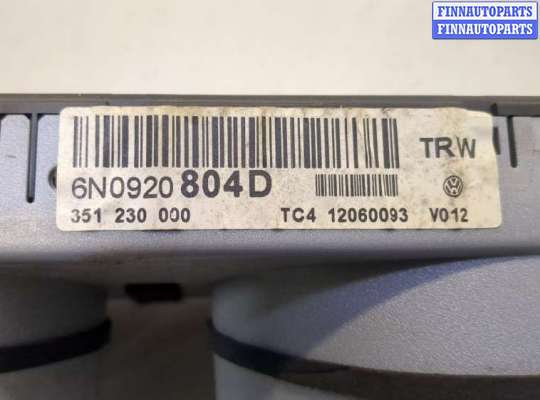 FINNAUTOPARTS
FINNAUTOPARTS
TRW
6N0920 804D
351 230 000 TC4 12060093 V012